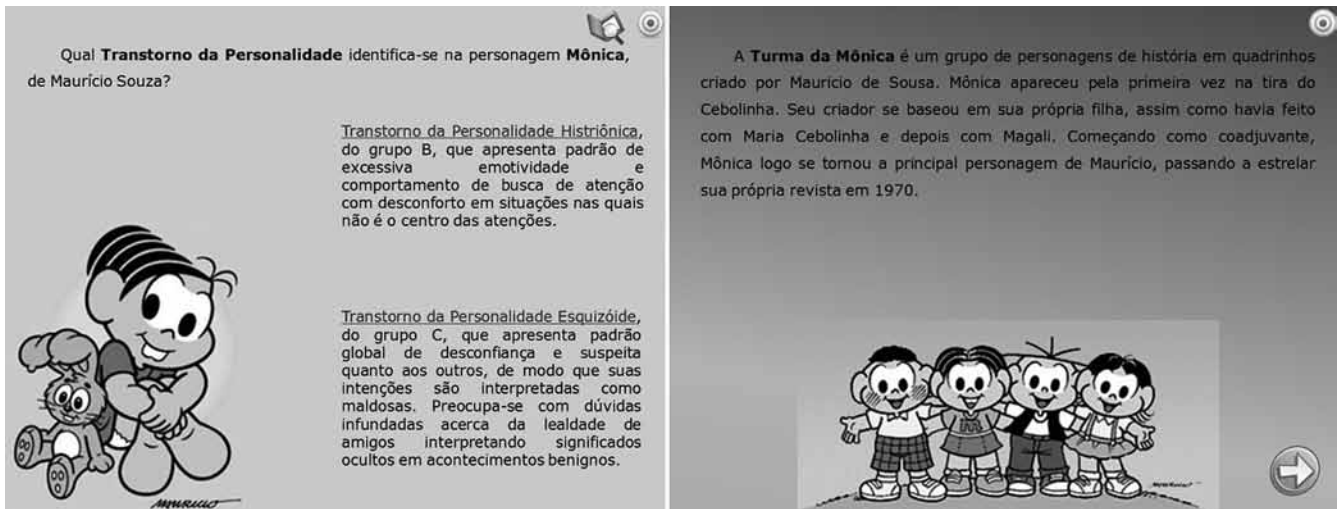 Qual Transtorno da Personalidade identifica-se na personagem Mônica,
de Maurício Souza?
Transtorno da Personalidade Histriônica,
do grupo B, que apresenta padrão de
excessiva emotividade e
comportamento de busca de atenção
com desconforto em situações nas quais
não é o centro das atenções.
Transtorno da Personalidade Esquizóide,
do grupo C, que apresenta padrão
global de desconfiança e suspeita
quanto aos outros, de modo que suas
intenções são interpretadas como
maldosas. Preocupa-se com dúvidas
infundadas acerca da lealdade de
amigos interpretando significados
ocultos em acontecimentos benignos.
MAURICIO
A Turma da Mônica é um grupo de personagens de história em quadrinhos
criado por Mauricio de Sousa. Mônica apareceu pela primeira vez na tira do
Cebolinha. Seu criador se baseou em sua própria filha, assim como havia feito
com Maria Cebolinha e depois com Magali. Começando como coadjuvante,
Mônica logo se tornou a principal personagem de Maurício, passando a estrelar
sua própria revista em 1970.